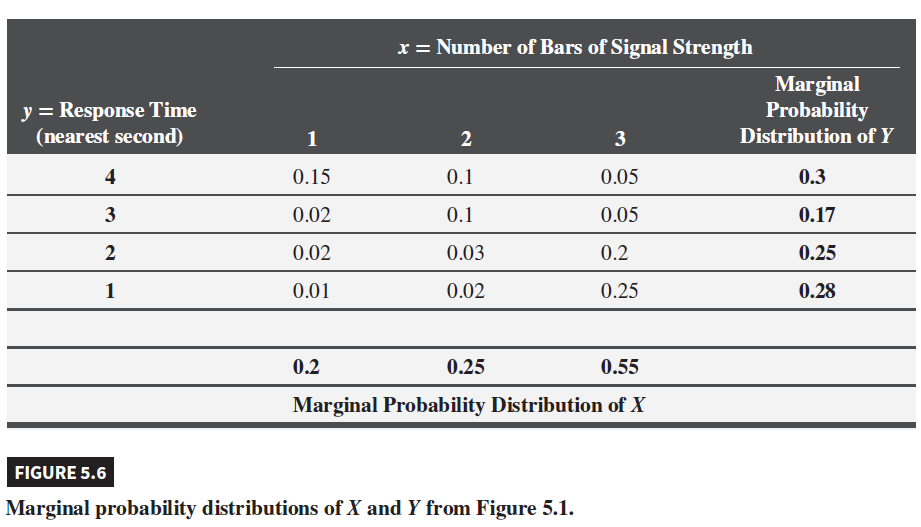 x = Number of Bars of Signal Strength
y = Response Time
(nearest second)
1
2
3
Marginal
Probability
Distribution of Y
4 0.15 0.1 0.05 0.3
3 0.02 0.1 0.05 0.17
2 0.02 0.03 0.2 0.25
1 0.01 0.02 0.25 0.28
0.2 0.25 0.55
Marginal Probability Distribution of X
FIGURE 5.6
Marginal probability distributions of X and Y from Figure 5.1.